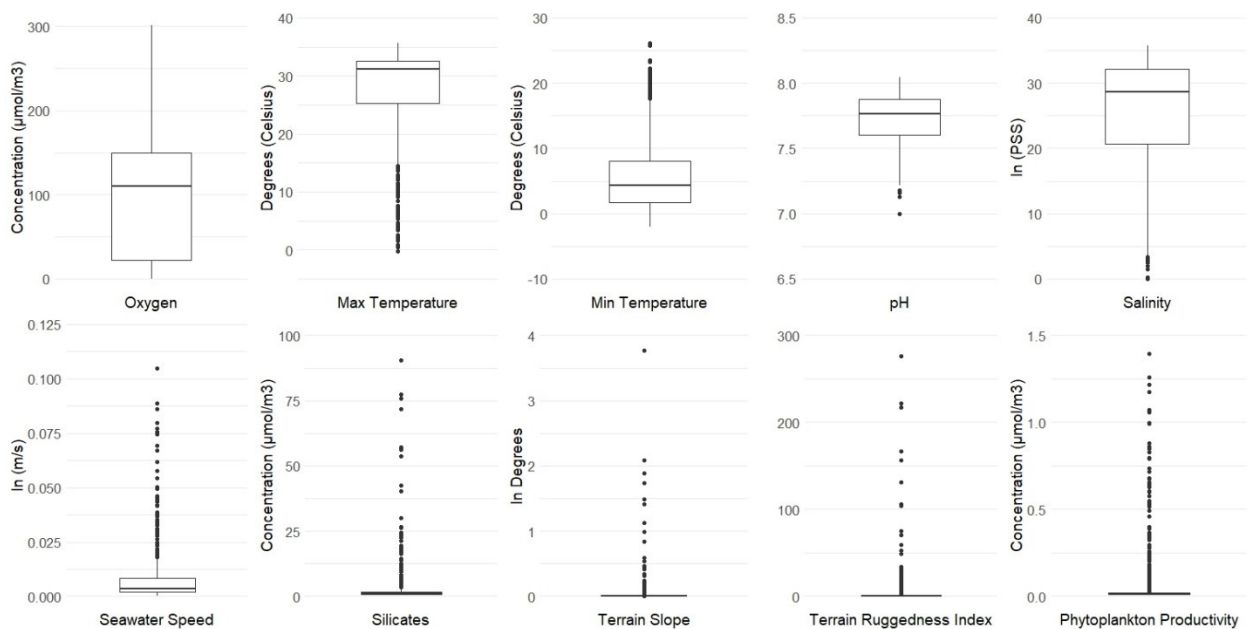 Concentration (µmol/m3)
300
200
100
0
Oxygen
Degrees (Celsius)
40
30
20
10
0
Max Temperature
Degrees (Celsius)
30
20
10
0
-10
Min Temperature
8.5
8.0
7.5
7.0
6.5
pH
ln (PSS)
40
30
20
10
0
Salinity
ln (m/s)
0.125
0.100
0.075
0.050
0.025
0.000
Seawater Speed
Concentration (µmol/m3)
100
75
50
25
0
Silicates
ln Degrees
4
3
2
1
0
Terrain Slope
300
200
100
0
Terrain Ruggedness Index
Concentration (µmol/m3)
1.5
1.0
0.5
0.0
Phytoplankton Productivity